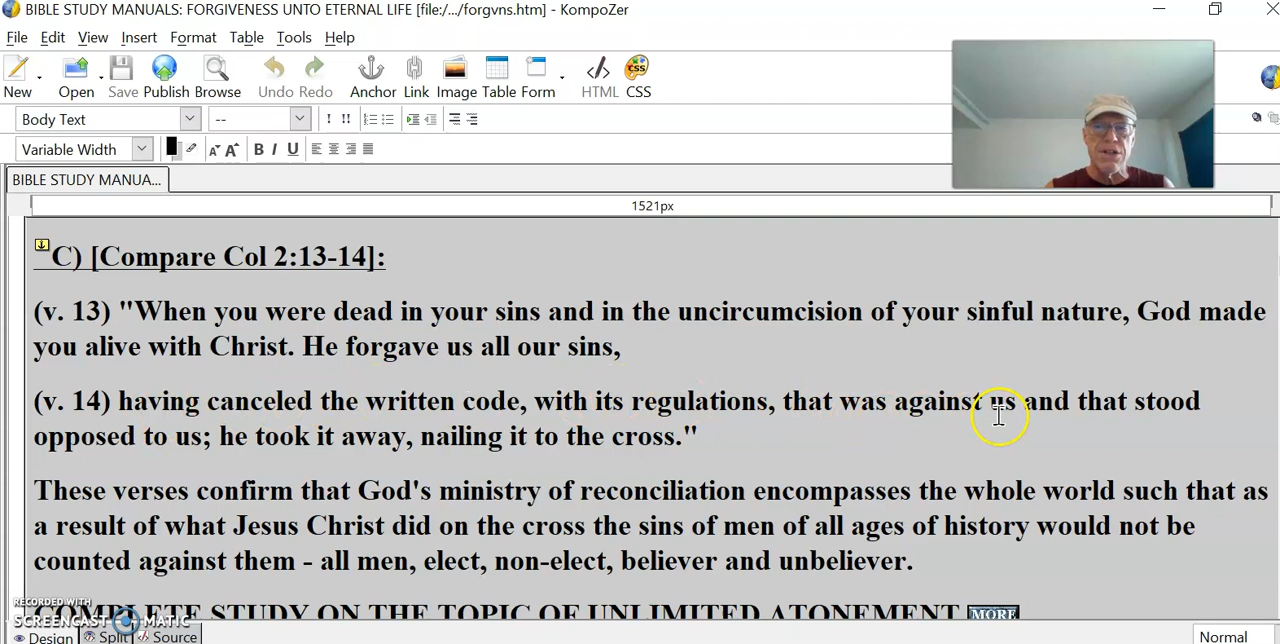 BIBLE STUDY MANUALS: FORGIVENESS UNTO ETERNAL LIFE [file:/.../forgvns.htm] - KompoZer
File Edit View Insert Format Table Tools Help
New Open Save Publish Browse Undo Redo Anchor Link Image Table Form HTML CSS
Body Text -- ! !!
Variable Width A A B I U
BIBLE STUDY MANUA...
1521px
C) [Compare Col 2:13-14]:
(v. 13) "When you were dead in your sins and in the uncircumcision of your sinful nature, God made
you alive with Christ. He forgave us all our sins,
(v. 14) having canceled the written code, with its regulations, that was against us and that stood
opposed to us; he took it away, nailing it to the cross."
These verses confirm that God's ministry of reconciliation encompasses the whole world such that as
a result of what Jesus Christ did on the cross the sins of men of all ages of history would not be
counted against them - all men, elect, non-elect, believer and unbeliever.
COMPLETE STUDY ON THE TOPIC OF UNLIMITED ATONEMENT MORE
RECORDED WITH
SCREENCAST MATIC
Design Split Source Normal